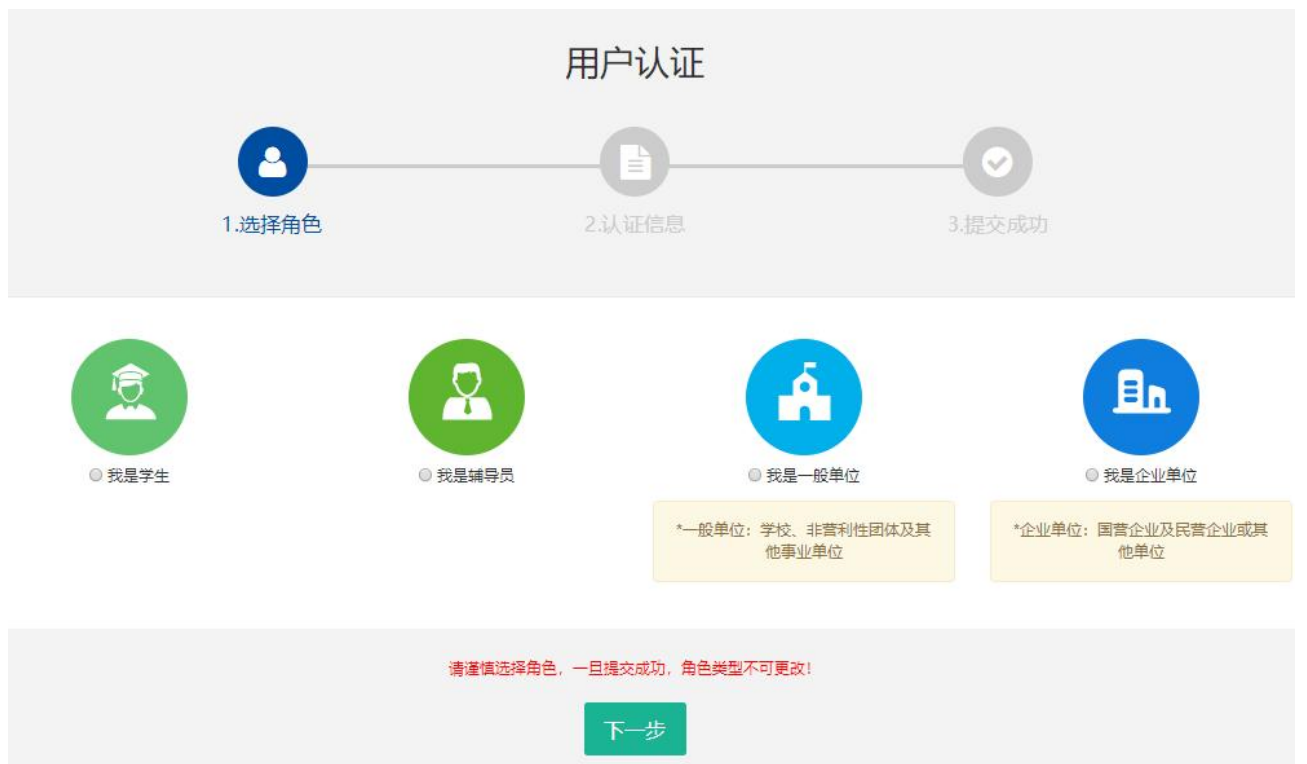 用户认证
1.选择角色
2.认证信息
3.提交成功
我是学生
我是辅导员
我是一般单位
我是企业单位
*一般单位：学校、非营利性团体及其
他事业单位
*企业单位：国营企业及民营企业或其
他单位
请谨慎选择角色，一旦提交成功，角色类型不可更改！
下一步